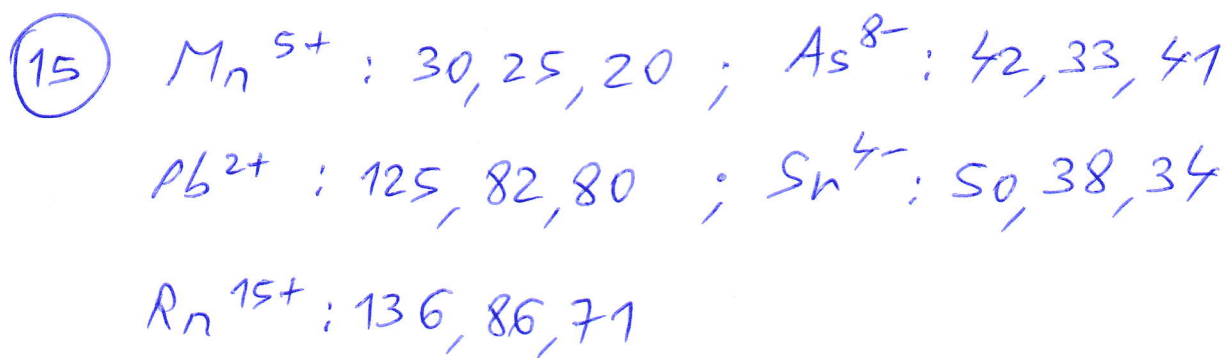 15 Mn⁵⁺ : 30, 25, 20 ; As⁸⁻ : 42, 33, 41
Pb²⁺ : 125, 82, 80 ; Sr⁴⁻ : 50, 38, 34
Rn¹⁵⁺ : 136, 86, 71